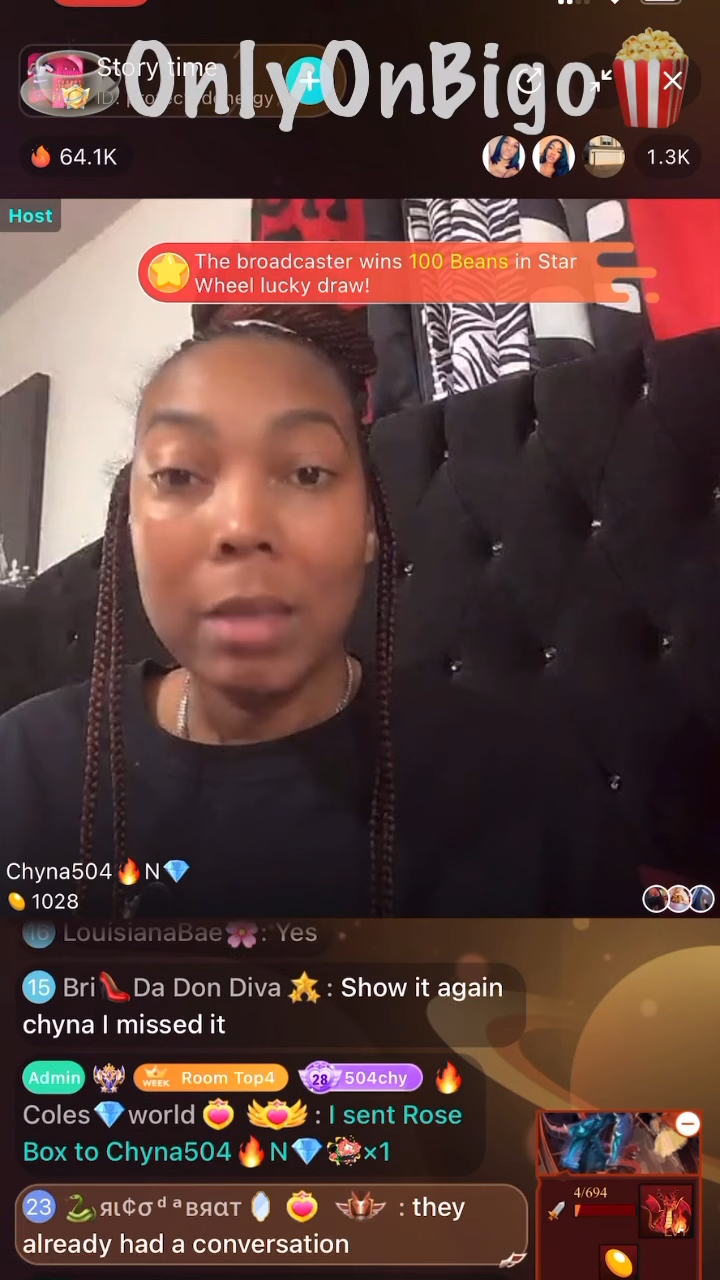 Story time
OnlyOnBigo
🔥 64.1K
1.3K
Host
The broadcaster wins 100 Beans in Star
Wheel lucky draw!
Chyna504🔥N💎
1028
16 LouisianaBae🌸: Yes
15 Bri👠Da Don Diva ⭐: Show it again
chyna I missed it
Admin WEEK Room Top4 28 504chy 🔥
Coles💎world : I sent Rose
Box to Chyna504🔥N💎 ×1
23 🐍яι¢σᵈᵃвяαт🪞 : they
already had a conversation
4/694